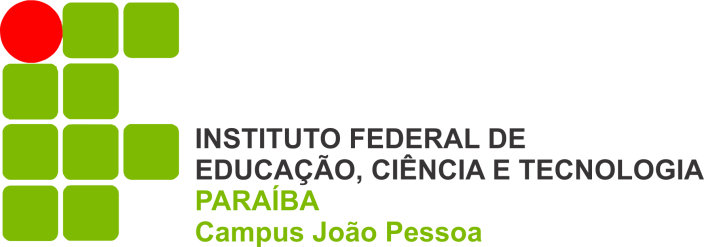 INSTITUTO FEDERAL DE
EDUCAÇÃO, CIÊNCIA E TECNOLOGIA
PARAÍBA
Campus João Pessoa